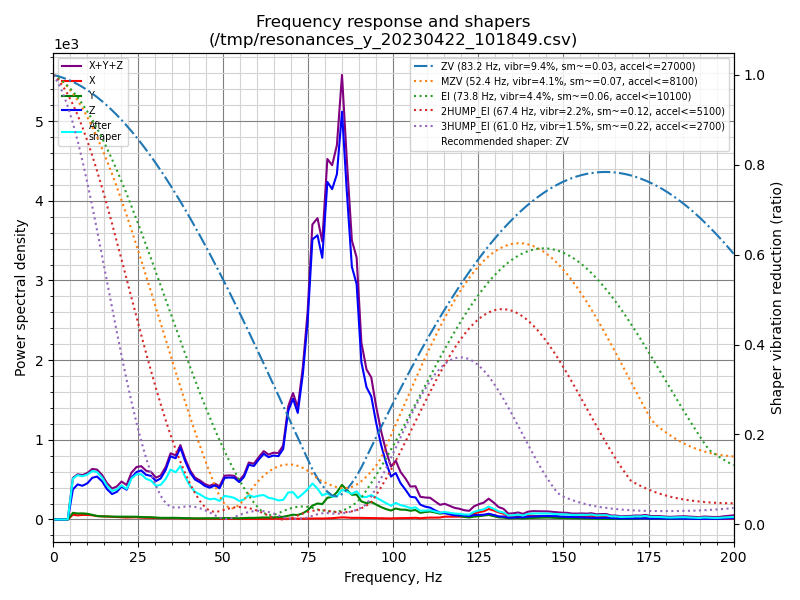 Frequency response and shapers
(/tmp/resonances_y_20230422_101849.csv)
1e3
X+Y+Z
X
Y
Z
After
shaper
ZV (83.2 Hz, vibr=9.4%, sm~=0.03, accel<=27000)
MZV (52.4 Hz, vibr=4.1%, sm~=0.07, accel<=8100)
EI (73.8 Hz, vibr=4.4%, sm~=0.06, accel<=10100)
2HUMP_EI (67.4 Hz, vibr=2.2%, sm~=0.12, accel<=5100)
3HUMP_EI (61.0 Hz, vibr=1.5%, sm~=0.22, accel<=2700)
Recommended shaper: ZV
Power spectral density
5
4
3
2
1
0
1.0
0.8
0.6
0.4
0.2
0.0
Shaper vibration reduction (ratio)
0 25 50 75 100 125 150 175 200
Frequency, Hz